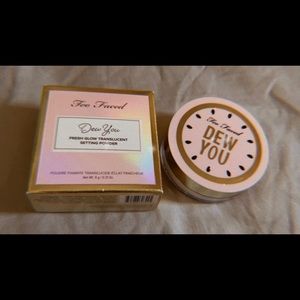 Too Faced
Dew You
FRESH GLOW TRANSLUCENT
SETTING POWDER
POUDRE FIXANTE TRANSLUCIDE ÉCLAT FRAÎCHEUR
Too Faced
DEW
YOU